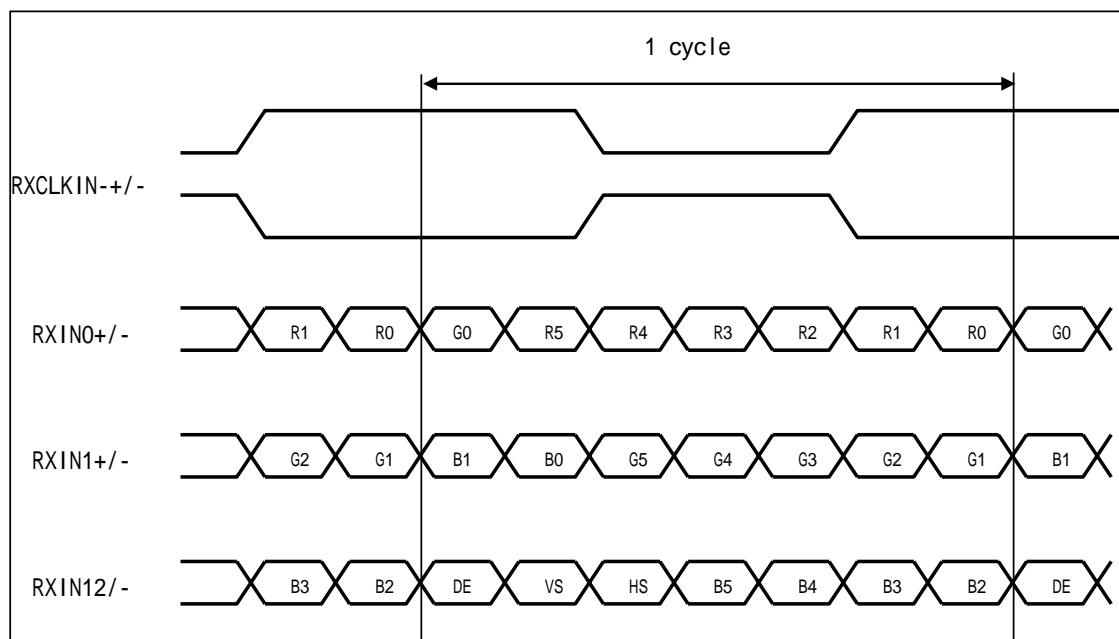 1 cycle
RXCLKIN-+/-
RXIN0+/- R1 R0 G0 R5 R4 R3 R2 R1 R0 G0
RXIN1+/- G2 G1 B1 B0 G5 G4 G3 G2 G1 B1
RXIN12/- B3 B2 DE VS HS B5 B4 B3 B2 DE